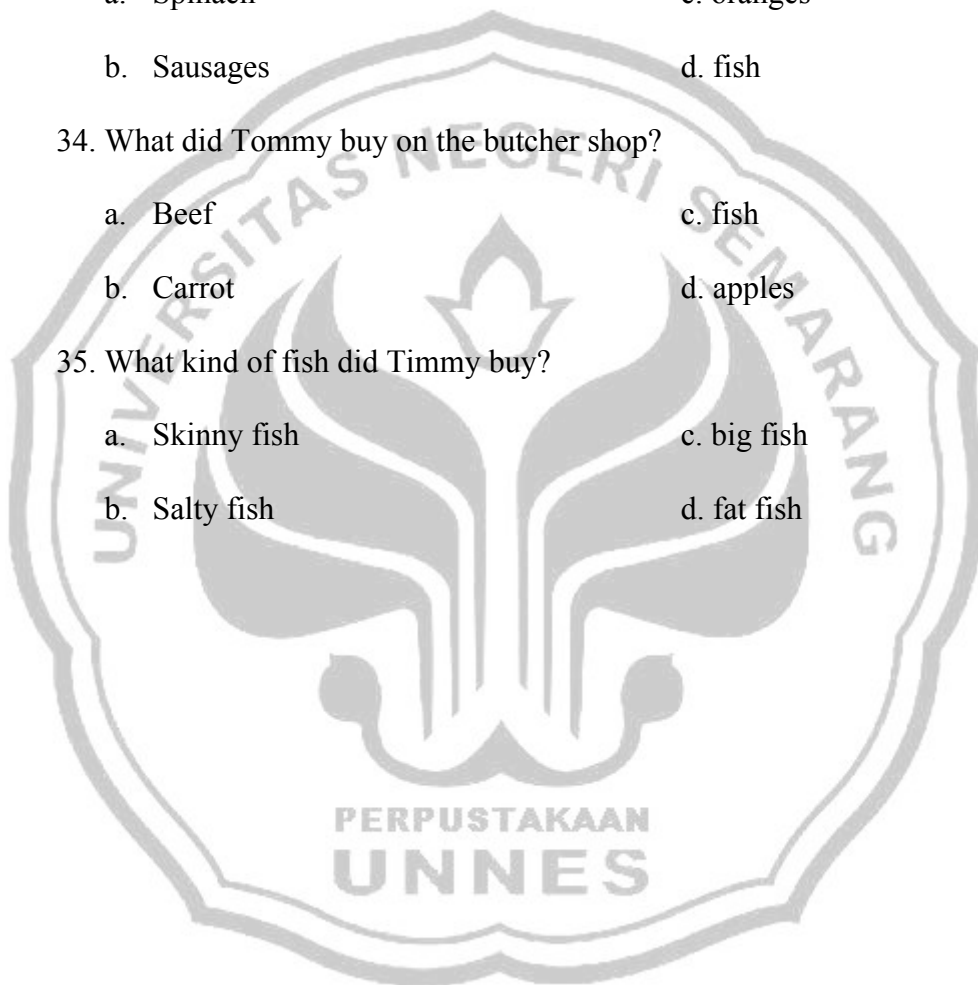 a. Spinach c. oranges
b. Sausages d. fish
34. What did Tommy buy on the butcher shop?
a. Beef c. fish
b. Carrot d. apples
35. What kind of fish did Timmy buy?
a. Skinny fish c. big fish
b. Salty fish d. fat fish
UNIVERSITAS NEGERI SEMARANG
PERPUSTAKAAN
UNNES